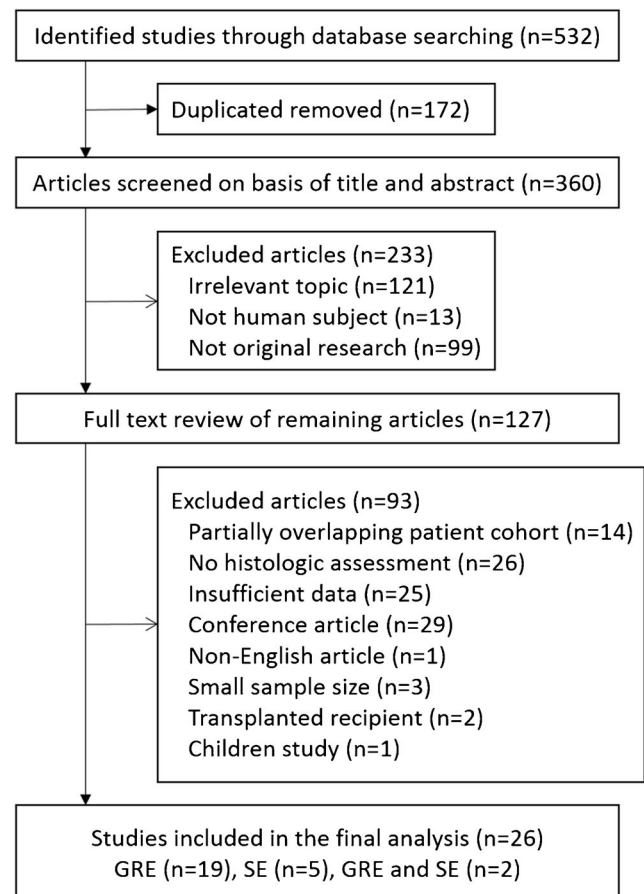 Identified studies through database searching (n=532)
Duplicated removed (n=172)
Articles screened on basis of title and abstract (n=360)
Excluded articles (n=233)
Irrelevant topic (n=121)
Not human subject (n=13)
Not original research (n=99)
Full text review of remaining articles (n=127)
Excluded articles (n=93)
Partially overlapping patient cohort (n=14)
No histologic assessment (n=26)
Insufficient data (n=25)
Conference article (n=29)
Non-English article (n=1)
Small sample size (n=3)
Transplanted recipient (n=2)
Children study (n=1)
Studies included in the final analysis (n=26)
GRE (n=19), SE (n=5), GRE and SE (n=2)